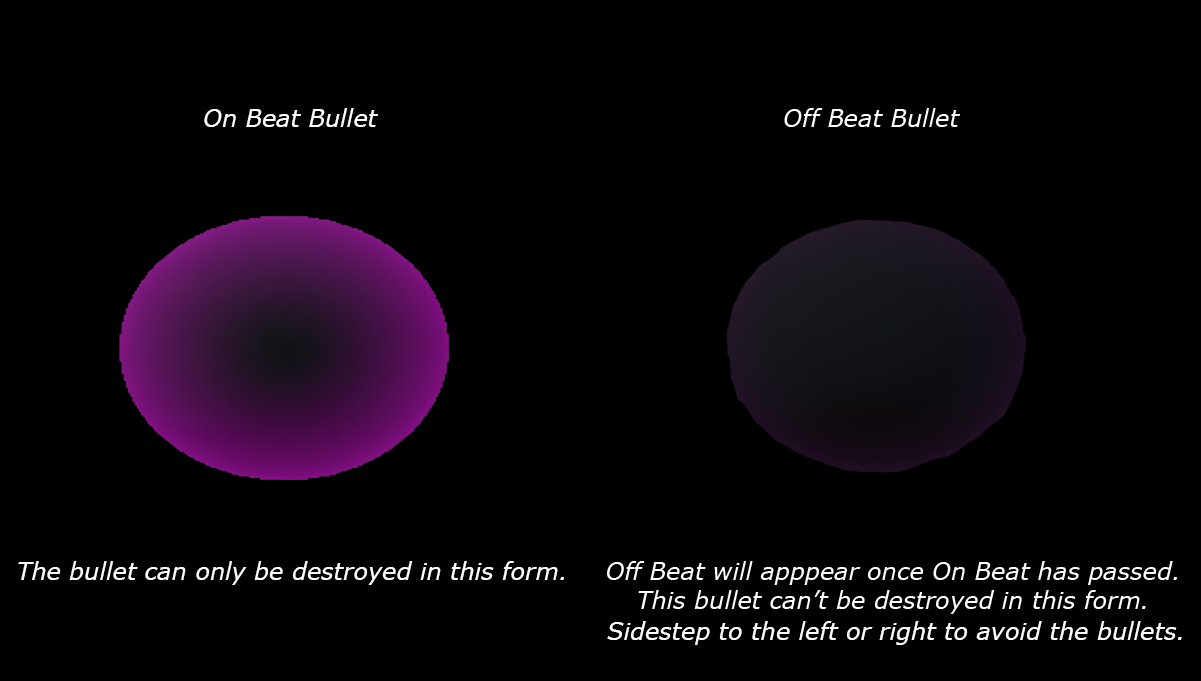 On Beat Bullet
Off Beat Bullet
The bullet can only be destroyed in this form.
Off Beat will apppear once On Beat has passed.
This bullet can’t be destroyed in this form.
Sidestep to the left or right to avoid the bullets.